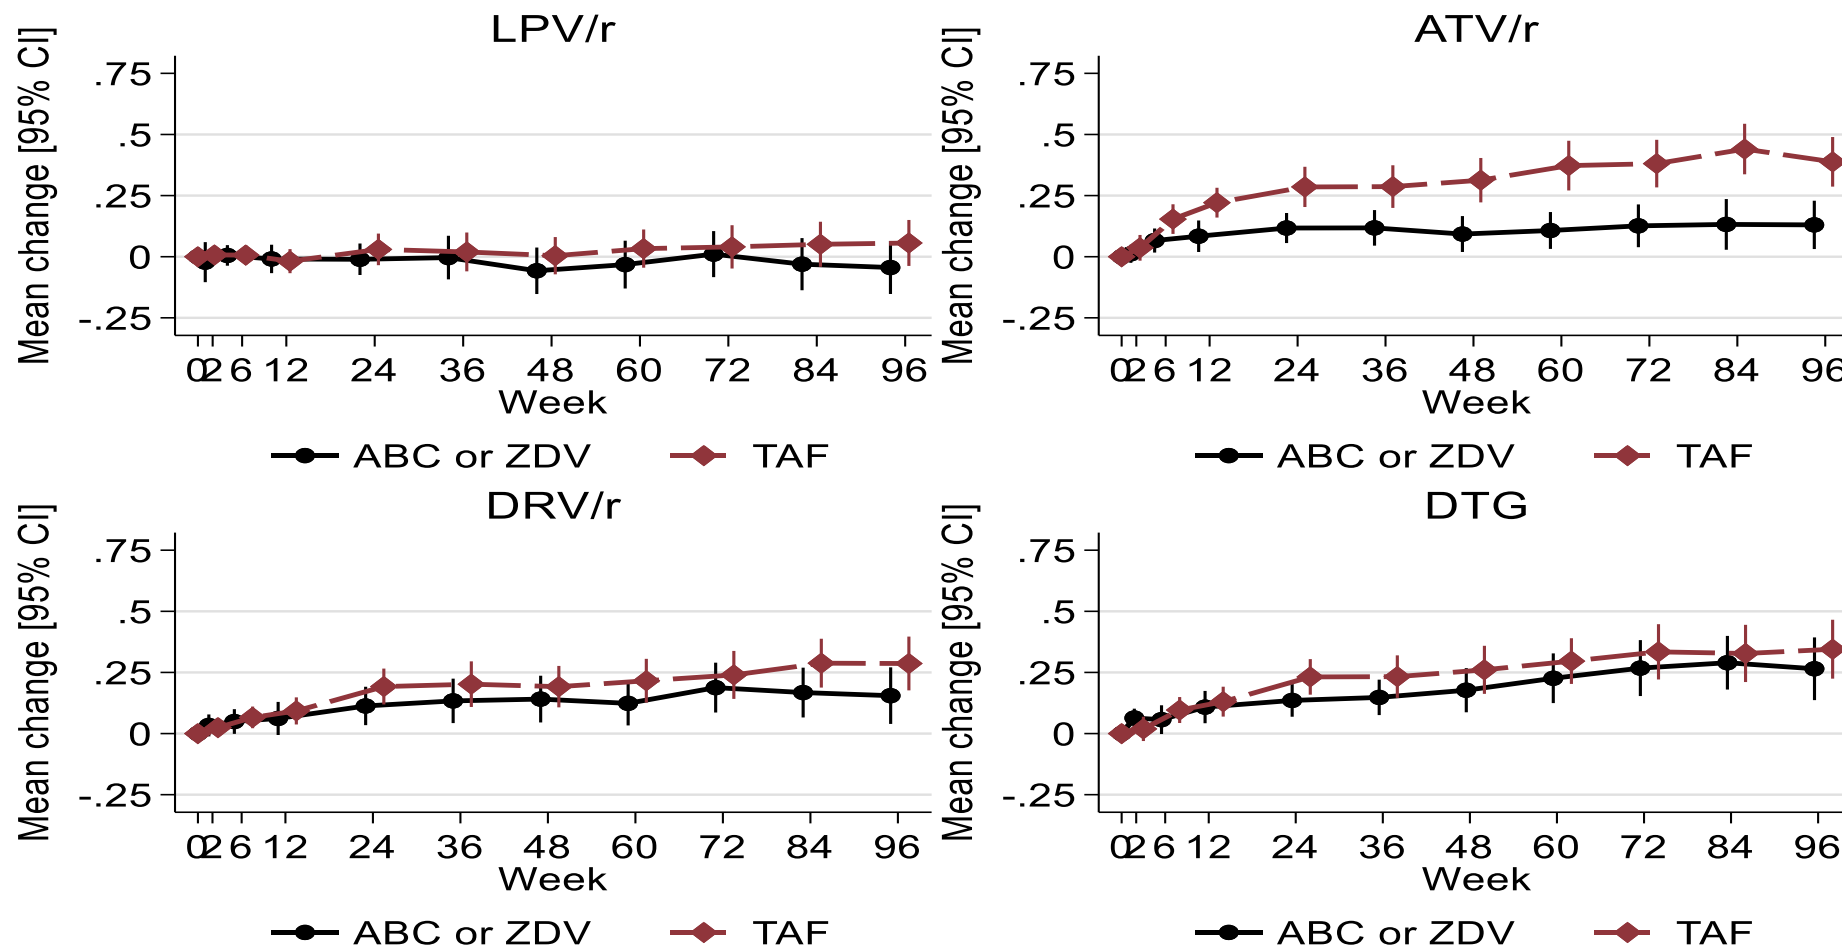 LPV/r
Mean change [95% CI]
.75
.5
.25
0
-.25
0 2 6 12 24 36 48 60 72 84 96
Week
ABC or ZDV TAF
ATV/r
Mean change [95% CI]
.75
.5
.25
0
-.25
0 2 6 12 24 36 48 60 72 84 96
Week
ABC or ZDV TAF
DRV/r
Mean change [95% CI]
.75
.5
.25
0
-.25
0 2 6 12 24 36 48 60 72 84 96
Week
ABC or ZDV TAF
DTG
Mean change [95% CI]
.75
.5
.25
0
-.25
0 2 6 12 24 36 48 60 72 84 96
Week
ABC or ZDV TAF